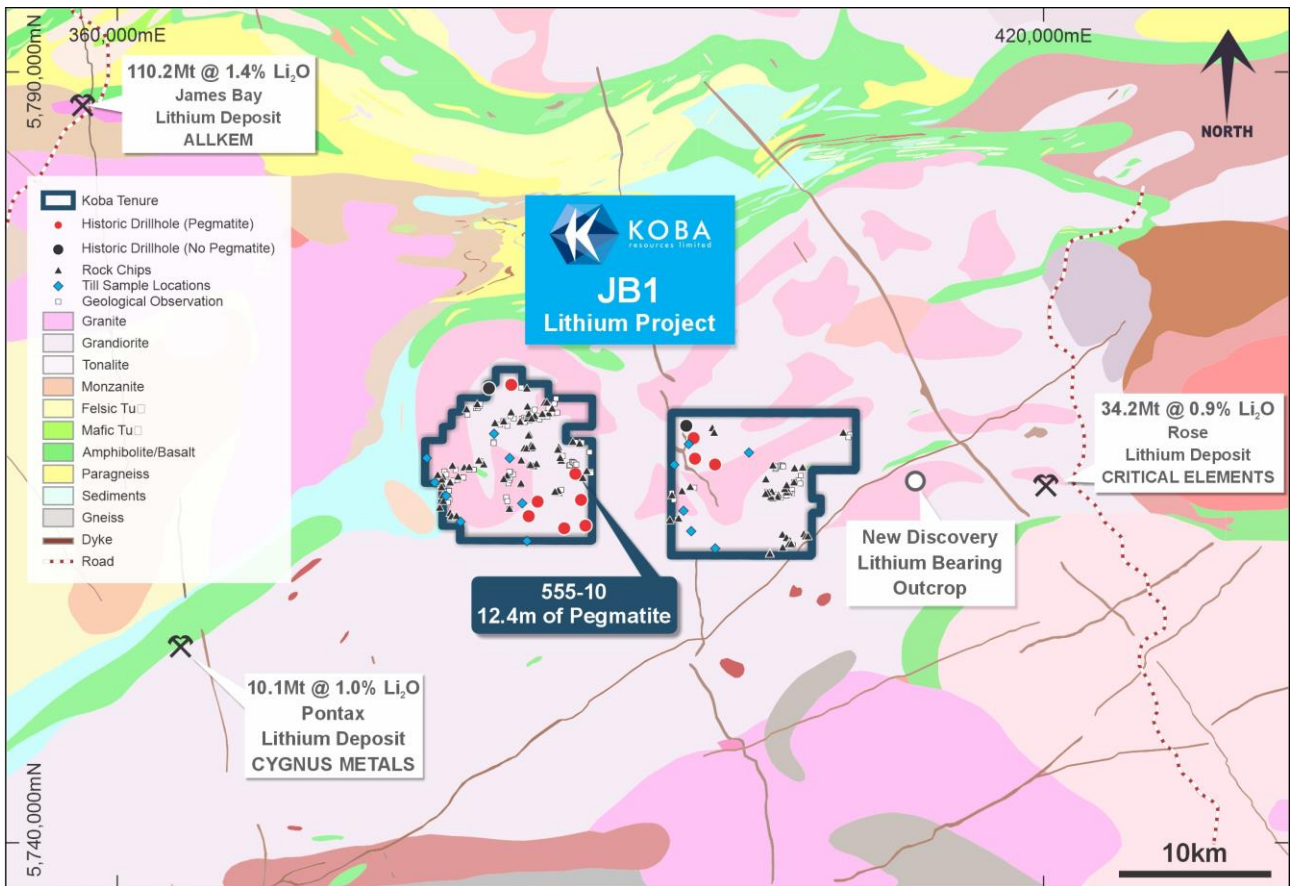 360,000mE
420,000mE
5,790,000mN
110.2Mt @ 1.4% Li₂O
James Bay
Lithium Deposit
ALLKEM
NORTH
Koba Tenure
Historic Drillhole (Pegmatite)
Historic Drillhole (No Pegmatite)
Rock Chips
Till Sample Locations
Geological Observation
Granite
Grandiorite
Tonalite
Monzanite
Felsic Tu□
Mafic Tu□
Amphibolite/Basalt
Paragneiss
Sediments
Gneiss
Dyke
Road
KOBA
resources limited
JB1
Lithium Project
34.2Mt @ 0.9% Li₂O
Rose
Lithium Deposit
CRITICAL ELEMENTS
New Discovery
Lithium Bearing
Outcrop
555-10
12.4m of Pegmatite
10.1Mt @ 1.0% Li₂O
Pontax
Lithium Deposit
CYGNUS METALS
5,740,000mN
10km